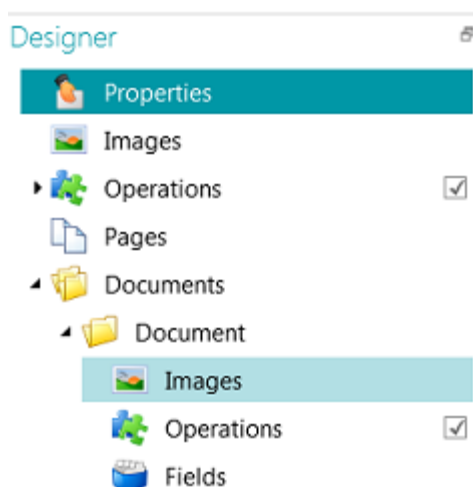 Designer
Properties
Images
Operations
Pages
Documents
Document
Images
Operations
Fields